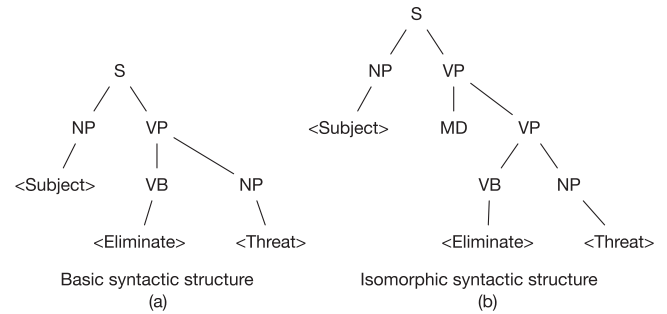 S
NP VP
<Subject> MD VP
VB NP
<Eliminate> <Threat>
Isomorphic syntactic structure
(b)
S
NP VP
<Subject> VB NP
<Eliminate> <Threat>
Basic syntactic structure
(a)